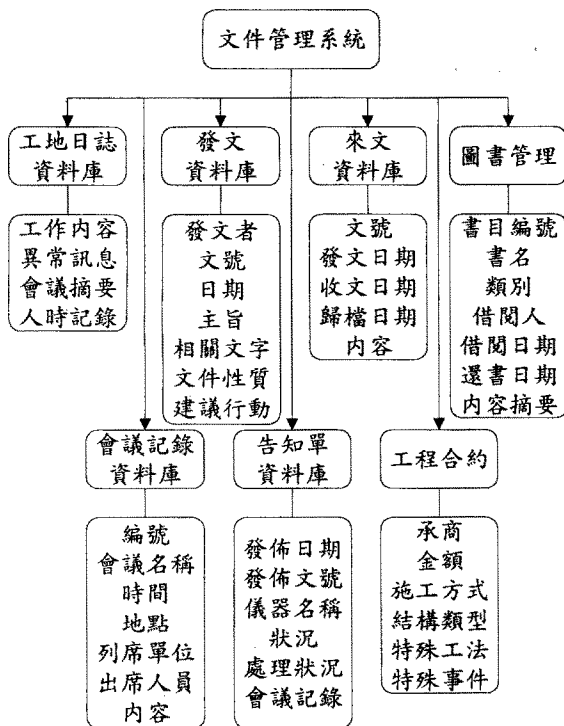 文件管理系統
工地日誌
資料庫
工作內容
異常訊息
會議摘要
人時記錄
發文
資料庫
發文者
文號
日期
主旨
相關文字
文件性質
建議行動
來文
資料庫
文號
發文日期
收文日期
歸檔日期
內容
圖書管理
書目編號
書名
類別
借閱人
借閱日期
還書日期
內容摘要
會議記錄
資料庫
編號
會議名稱
時間
地點
列席單位
出席人員
內容
告知單
資料庫
發佈日期
發佈文號
儀器名稱
狀況
處理狀況
會議記錄
工程合約
承商
金額
施工方式
結構類型
特殊工法
特殊事件